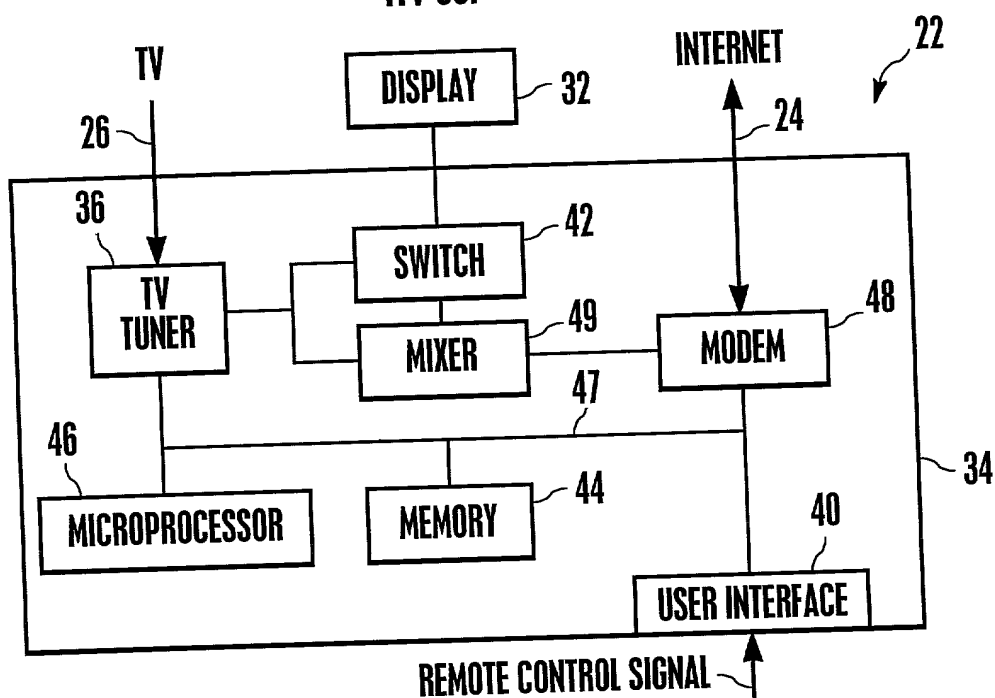 TV
DISPLAY
32
INTERNET
22
26
24
36
TV
TUNER
SWITCH
42
MIXER
49
MODEM
48
47
46
MICROPROCESSOR
MEMORY
44
34
40
USER INTERFACE
REMOTE CONTROL SIGNAL